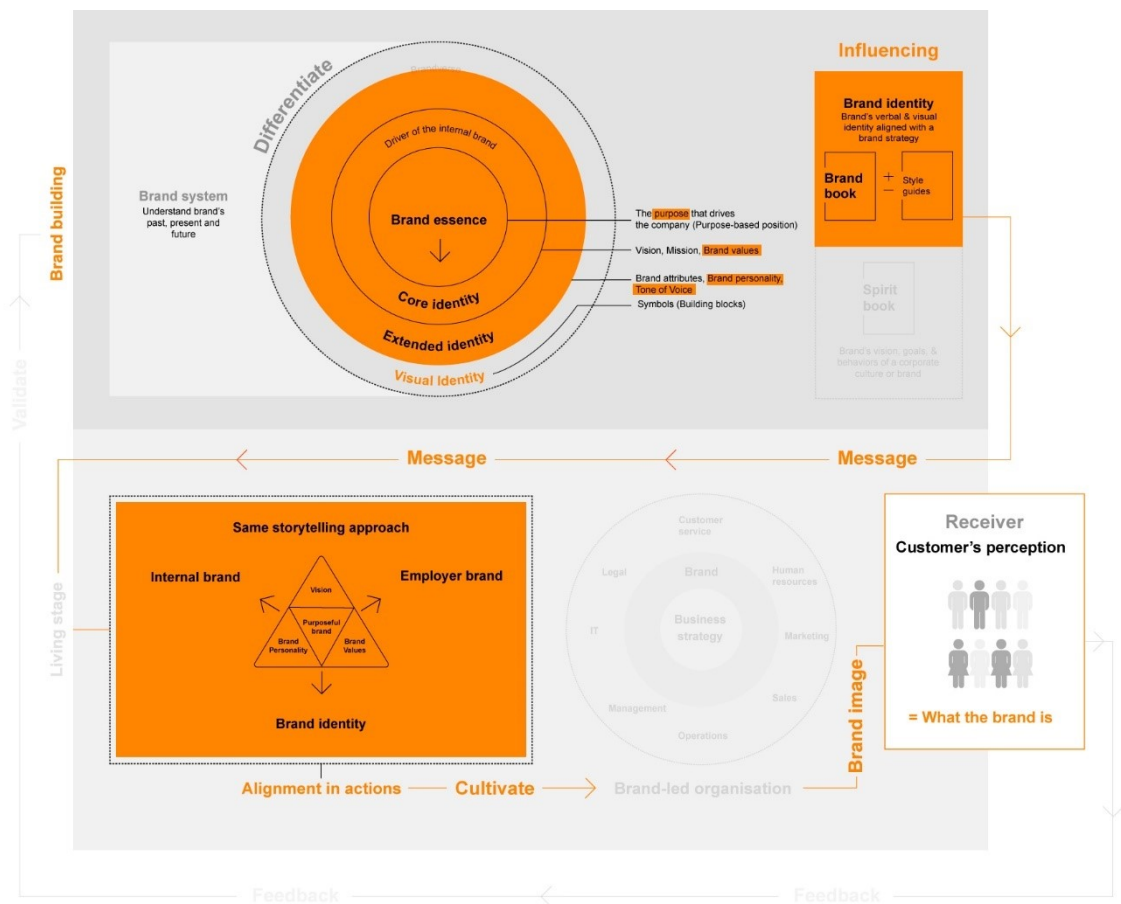 Influencing
Differentiate
Brand identity
Brand's verbal & visual
identity aligned with a
brand strategy
Brand
book
+
–
Style
guides
Driver of the internal brand
Brand building
Brand system
Understand brand's
past, present and
future
Brand essence
The purpose that drives
the company (Purpose-based position)
Vision, Mission, Brand values
Brand attributes, Brand personality,
Tone of Voice
Symbols (Building blocks)
Core identity
Extended identity
Visual Identity
Spirit
book
Brand's vision, goals, &
behaviors of a corporate
culture or brand
Validate
Message
Message
Same storytelling approach
Internal brand
Employer brand
Vision
Purposeful
brand
Brand
Personality
Brand
Values
Brand identity
Living stage
Customer
service
Legal
Brand
Human
resources
IT
Business
strategy
Marketing
Sales
Management
Operations
Receiver
Customer's perception
= What the brand is
Brand image
Alignment in actions
Cultivate
Brand-led organisation
Feedback
Feedback